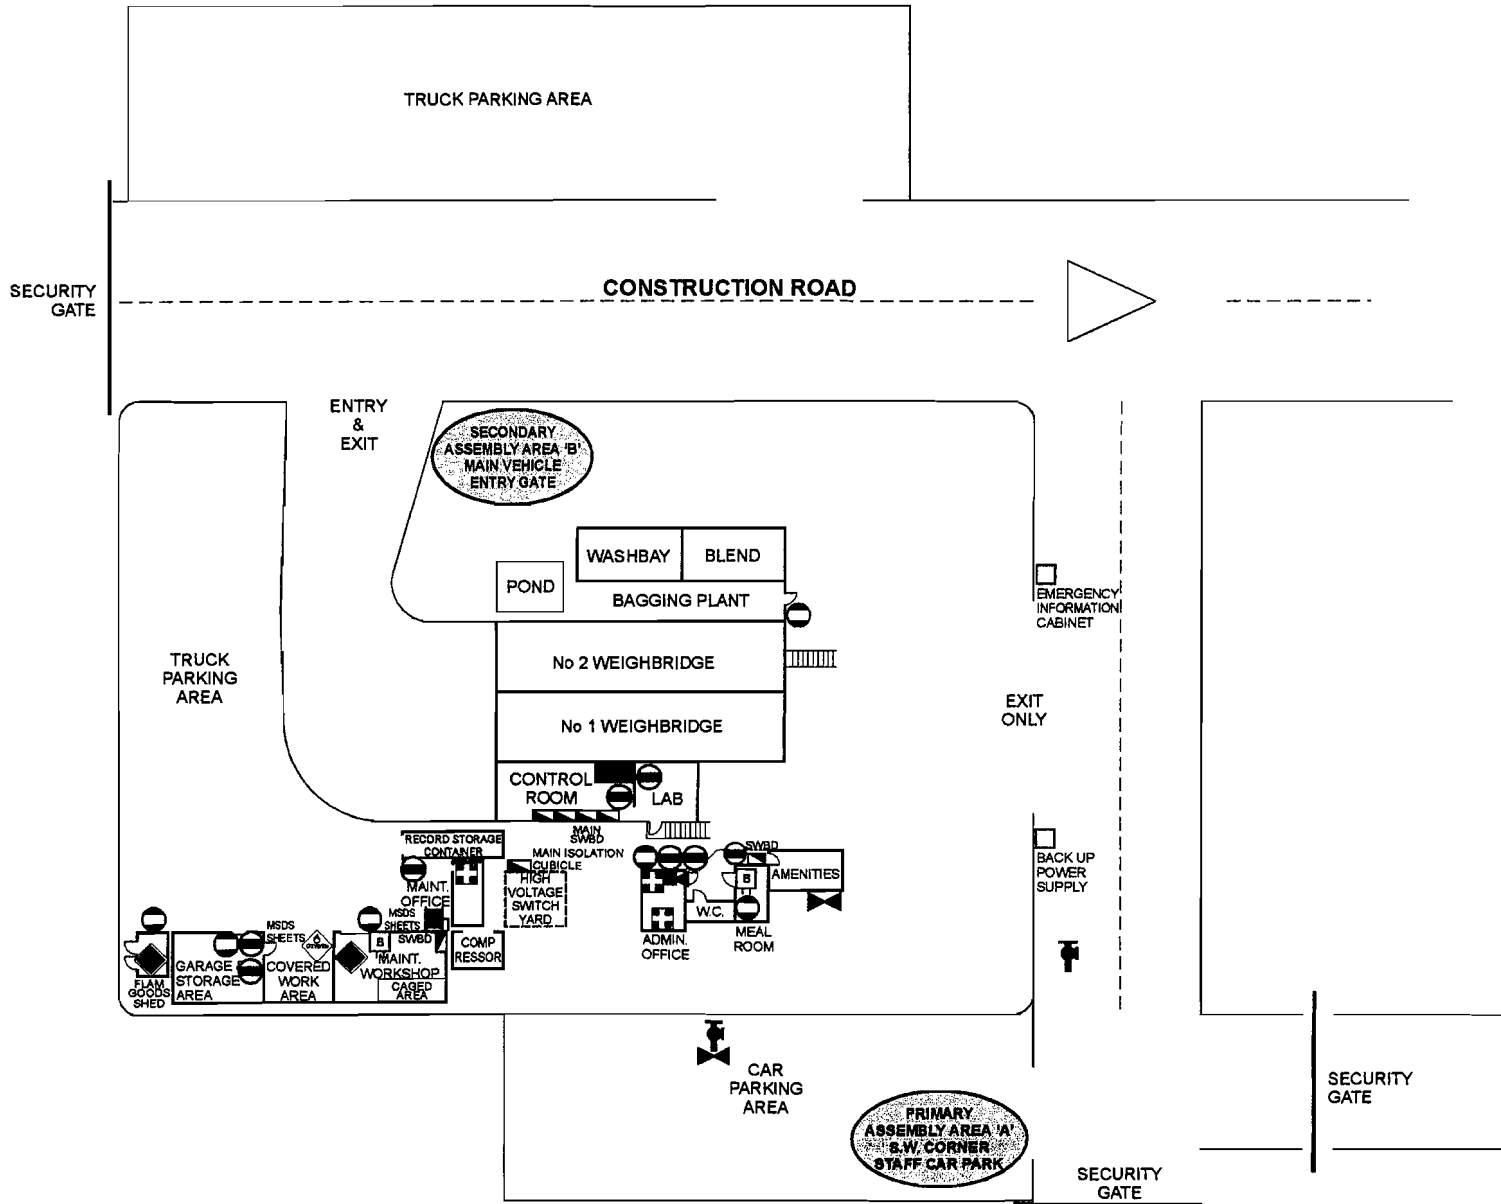 TRUCK PARKING AREA
SECURITY
GATE
CONSTRUCTION ROAD
ENTRY
&
EXIT
SECONDARY
ASSEMBLY AREA 'B'
MAIN VEHICLE
ENTRY GATE
WASHBAY
BLEND
POND
BAGGING PLANT
EMERGENCY
INFORMATION
CABINET
No 2 WEIGHBRIDGE
TRUCK
PARKING
AREA
EXIT
ONLY
No 1 WEIGHBRIDGE
CONTROL
ROOM
LAB
MAIN
SWBD
RECORD STORAGE
CONTAINER
MAIN ISOLATION
CUBICLE
SWBD
MAINT.
OFFICE
HIGH
VOLTAGE
SWITCH
YARD
B
AMENITIES
BACK UP
POWER
SUPPLY
MSDS
SHEETS
W.C.
MEAL
ROOM
ADMIN.
OFFICE
MSDS
SHEETS
6
B
SWBD
COMP
RESSOR
FLAM
GOODS
SHED
GARAGE
STORAGE
AREA
COVERED
WORK
AREA
MAINT.
WORKSHOP
CAGED
AREA
CAR
PARKING
AREA
PRIMARY
ASSEMBLY AREA 'A'
S.W. CORNER
STAFF CAR PARK
SECURITY
GATE
SECURITY
GATE